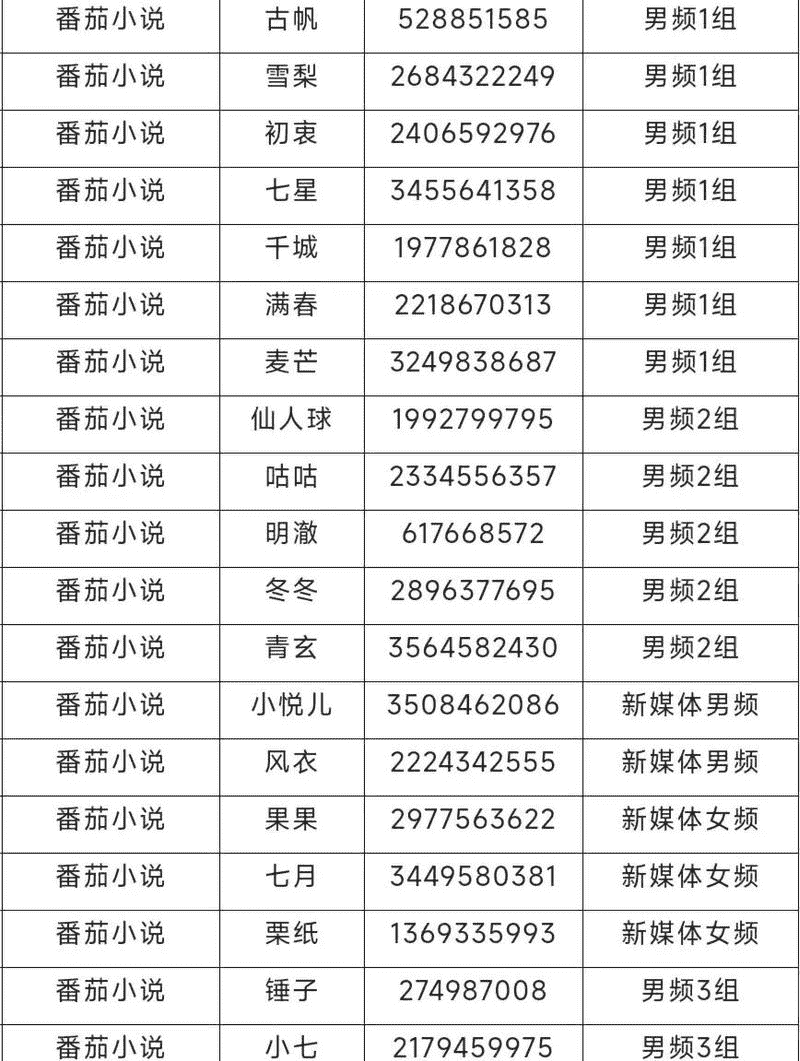 番茄小说 古帆 528851585 男频1组
番茄小说 雪梨 2684322249 男频1组
番茄小说 初衷 2406592976 男频1组
番茄小说 七星 3455641358 男频1组
番茄小说 千城 1977861828 男频1组
番茄小说 满春 2218670313 男频1组
番茄小说 麦芒 3249838687 男频1组
番茄小说 仙人球 1992799795 男频2组
番茄小说 咕咕 2334556357 男频2组
番茄小说 明澈 617668572 男频2组
番茄小说 冬冬 2896377695 男频2组
番茄小说 青玄 3564582430 男频2组
番茄小说 小悦儿 3508462086 新媒体男频
番茄小说 风衣 2224342555 新媒体男频
番茄小说 果果 2977563622 新媒体女频
番茄小说 七月 3449580381 新媒体女频
番茄小说 栗纸 1369335993 新媒体女频
番茄小说 锤子 274987008 男频3组
番茄小说 小七 2179459975 男频3组